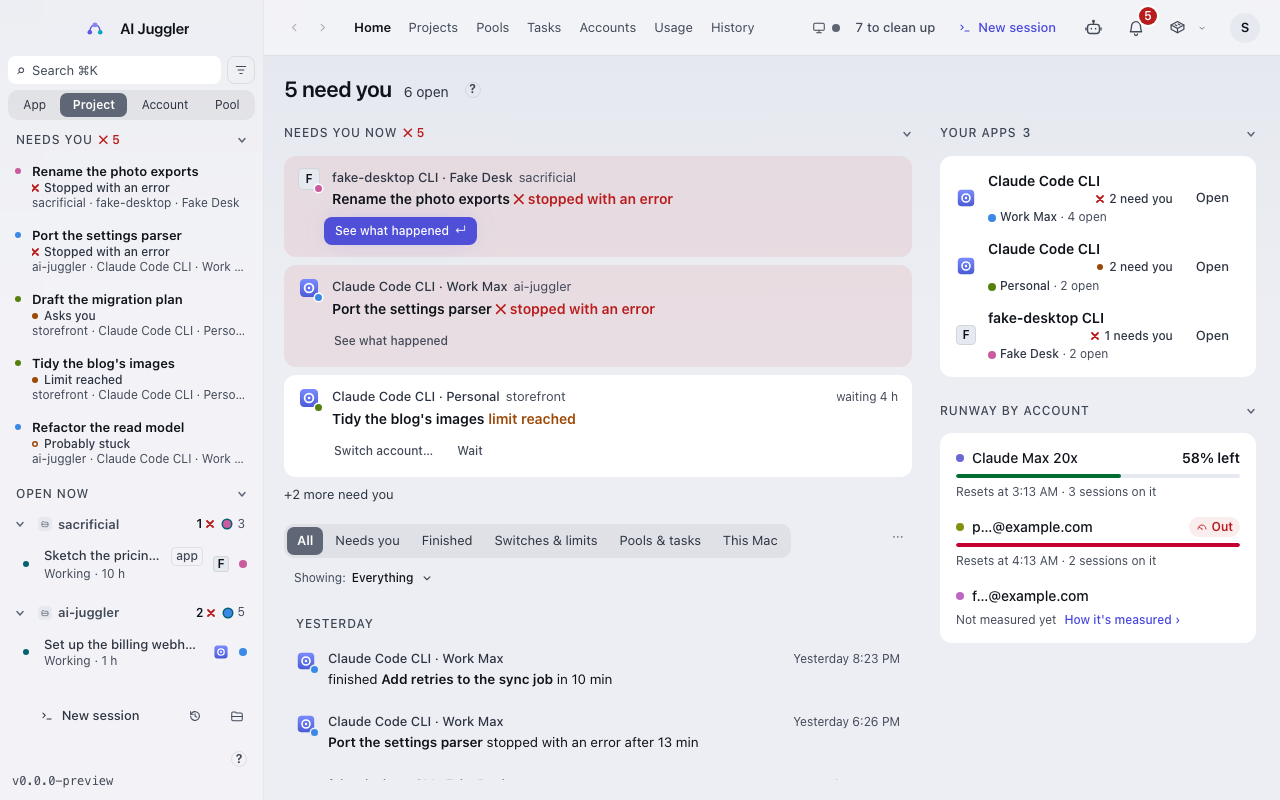 AI Juggler
Search ⌘K
App Project Account Pool
NEEDS YOU 5
Rename the photo exports
Stopped with an error
sacrificial · fake-desktop · Fake Desk
Port the settings parser
Stopped with an error
ai-juggler · Claude Code CLI · Work ...
Draft the migration plan
Asks you
storefront · Claude Code CLI · Perso...
Tidy the blog's images
Limit reached
storefront · Claude Code CLI · Perso...
Refactor the read model
Probably stuck
ai-juggler · Claude Code CLI · Work ...
OPEN NOW
sacrificial 1 3
Sketch the pricin... app F
Working · 10 h
ai-juggler 2 5
Set up the billing webh...
Working · 1 h
New session
?
v0.0.0-preview
Home Projects Pools Tasks Accounts Usage History
7 to clean up
New session
5
S
5 need you 6 open ?
NEEDS YOU NOW 5
F
fake-desktop CLI · Fake Desk sacrificial
Rename the photo exports stopped with an error
See what happened ↵
Claude Code CLI · Work Max ai-juggler
Port the settings parser stopped with an error
See what happened
Claude Code CLI · Personal storefront waiting 4 h
Tidy the blog's images limit reached
Switch account... Wait
+2 more need you
All Needs you Finished Switches & limits Pools & tasks This Mac ...
Showing: Everything
YESTERDAY
Claude Code CLI · Work Max Yesterday 8:23 PM
finished Add retries to the sync job in 10 min
Claude Code CLI · Work Max Yesterday 6:26 PM
Port the settings parser stopped with an error after 13 min
YOUR APPS 3
Claude Code CLI
2 need you Open
Work Max · 4 open
Claude Code CLI
2 need you Open
Personal · 2 open
fake-desktop CLI
F 1 needs you Open
Fake Desk · 2 open
RUNWAY BY ACCOUNT
Claude Max 20x 58% left
Resets at 3:13 AM · 3 sessions on it
p...@example.com Out
Resets at 4:13 AM · 2 sessions on it
f...@example.com
Not measured yet How it's measured ›